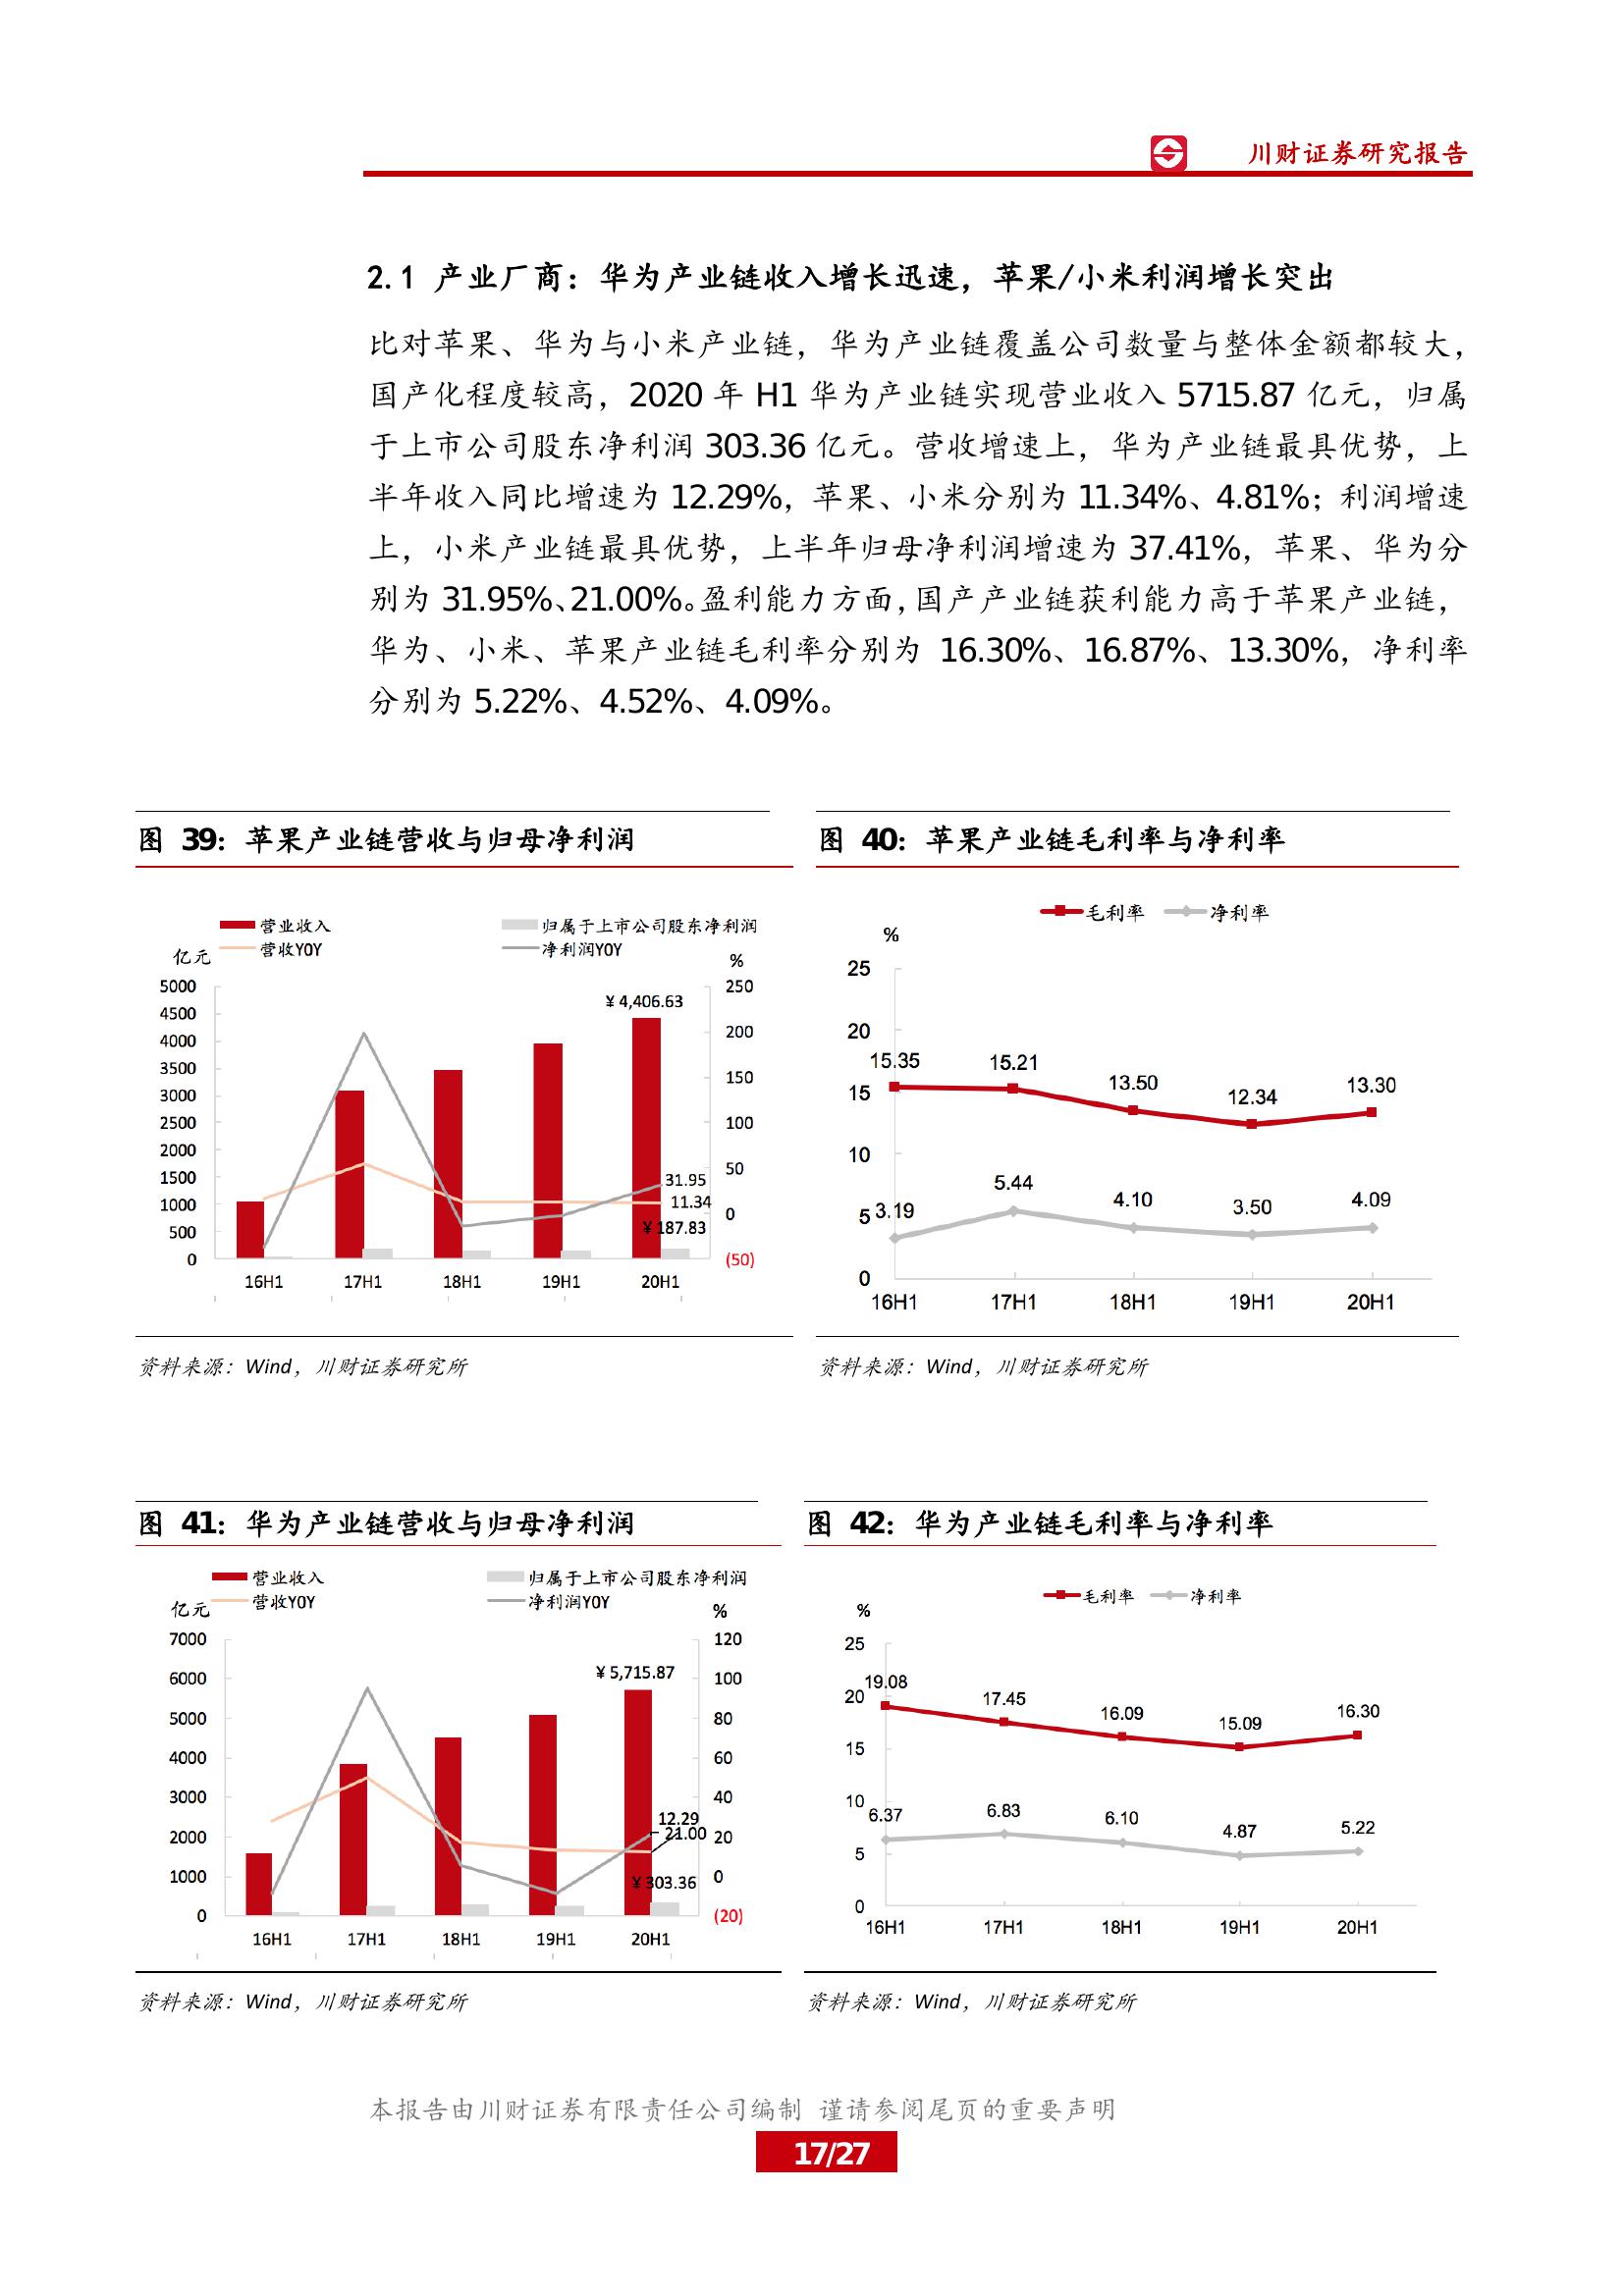 川财证券研究报告
2.1 产业厂商：华为产业链收入增长迅速，苹果/小米利润增长突出
比对苹果、华为与小米产业链，华为产业链覆盖公司数量与整体金额都较大，
国产化程度较高，2020 年 H1 华为产业链实现营业收入 5715.87 亿元，归属
于上市公司股东净利润 303.36 亿元。营收增速上，华为产业链最具优势，上
半年收入同比增速为 12.29%，苹果、小米分别为 11.34%、4.81%；利润增速
上，小米产业链最具优势，上半年归母净利润增速为 37.41%，苹果、华为分
别为 31.95%、21.00%。盈利能力方面，国产产业链获利能力高于苹果产业链，
华为、小米、苹果产业链毛利率分别为 16.30%、16.87%、13.30%，净利率
分别为 5.22%、4.52%、4.09%。
图 39：苹果产业链营收与归母净利润
营业收入 归属于上市公司股东净利润
营收YOY 净利润YOY
亿元 %
5000 250
4500
¥ 4,406.63
4000 200
3500
3000 150
2500 100
2000
1500 50
31.95
1000 0
11.34
500
¥ 187.83
0 (50)
16H1 17H1 18H1 19H1 20H1
资料来源：Wind，川财证券研究所
图 40：苹果产业链毛利率与净利率
毛利率 净利率
%
25
20
15.35 15.21 13.50 12.34 13.30
15
10
5
3.19 5.44 4.10 3.50 4.09
0
16H1 17H1 18H1 19H1 20H1
资料来源：Wind，川财证券研究所
图 41：华为产业链营收与归母净利润
营业收入 归属于上市公司股东净利润
营收YOY 净利润YOY
亿元 %
7000 120
¥ 5,715.87
6000 100
5000 80
4000 60
3000 40
12.29
21.00
2000 20
1000 0
¥ 303.36
0 (20)
16H1 17H1 18H1 19H1 20H1
资料来源：Wind，川财证券研究所
图 42：华为产业链毛利率与净利率
毛利率 净利率
%
25
20
19.08 17.45 16.09 15.09 16.30
15
10
6.37 6.83 6.10 4.87 5.22
5
0
16H1 17H1 18H1 19H1 20H1
资料来源：Wind，川财证券研究所
本报告由川财证券有限责任公司编制 谨请参阅尾页的重要声明
17/27